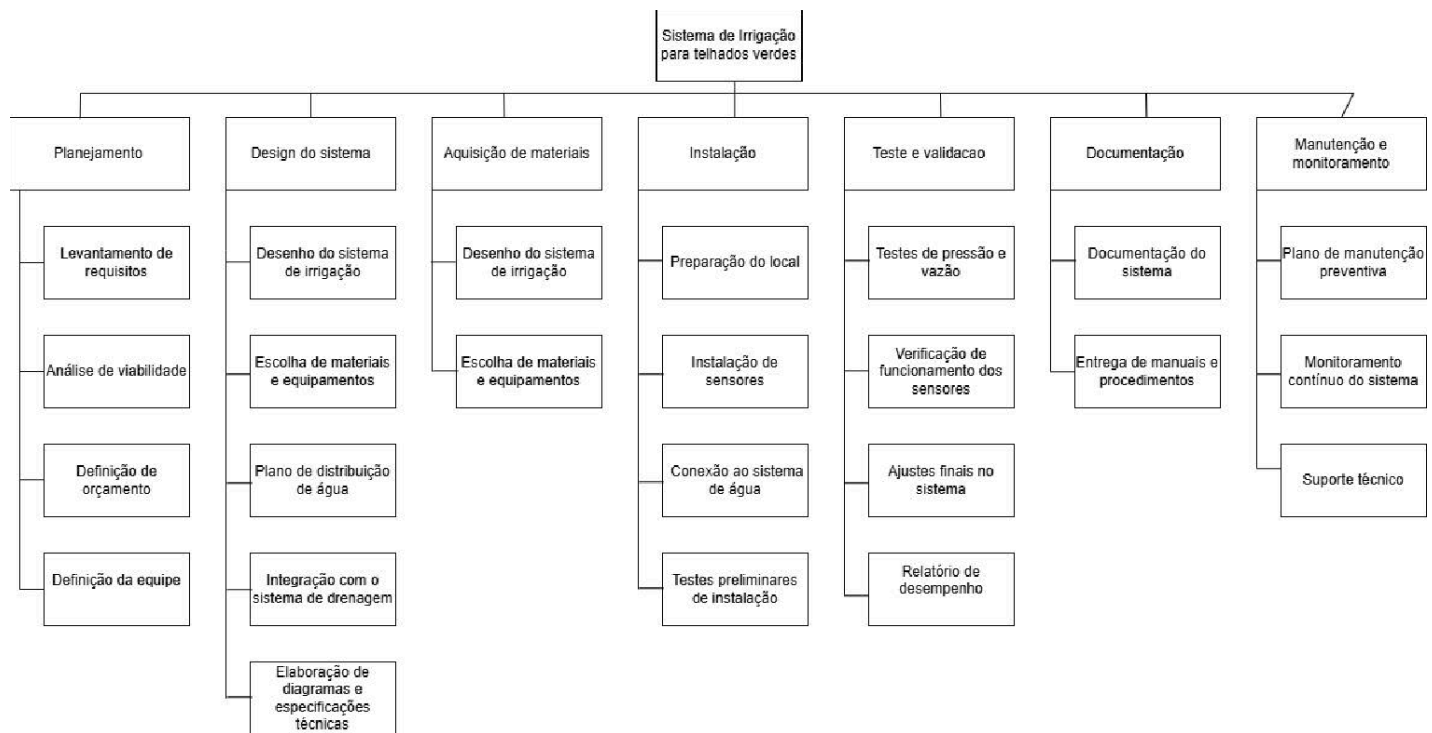 Sistema de Irrigação
para telhados verdes
Planejamento
Design do sistema
Aquisição de materiais
Instalação
Teste e validacao
Documentação
Manutenção e
monitoramento
Levantamento de
requisitos
Análise de viabilidade
Definição de
orçamento
Definição da equipe
Desenho do sistema
de irrigação
Escolha de materiais
e equipamentos
Plano de distribuição
de água
Integração com o
sistema de drenagem
Elaboração de
diagramas e
especificações
técnicas
Desenho do sistema
de irrigação
Escolha de materiais
e equipamentos
Preparação do local
Instalação de
sensores
Conexão ao sistema
de água
Testes preliminares
de instalação
Testes de pressão e
vazão
Verificação de
funcionamento dos
sensores
Ajustes finais no
sistema
Relatório de
desempenho
Documentação do
sistema
Entrega de manuais e
procedimentos
Plano de manutenção
preventiva
Monitoramento
contínuo do sistema
Suporte técnico